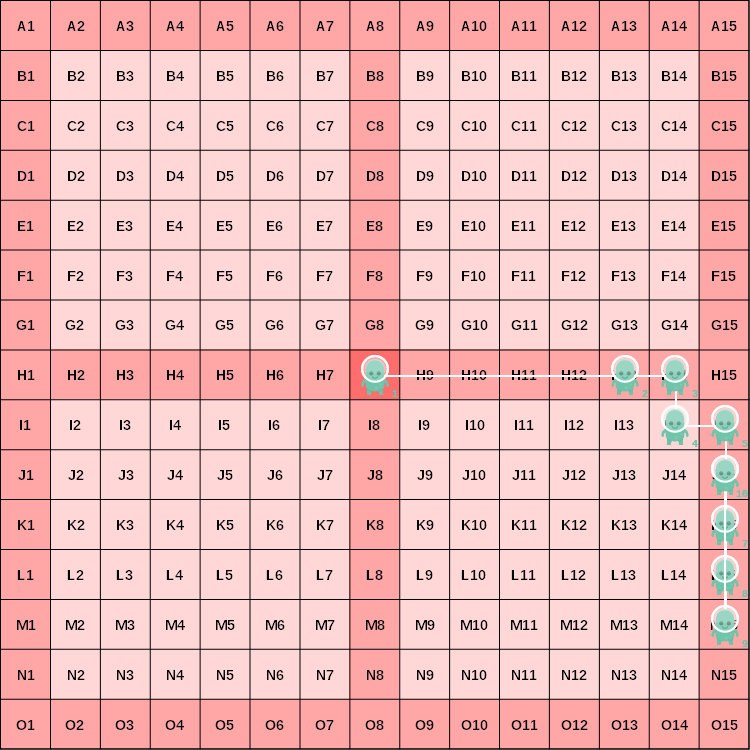 A1 A2 A3 A4 A5 A6 A7 A8 A9 A10 A11 A12 A13 A14 A15
B1 B2 B3 B4 B5 B6 B7 B8 B9 B10 B11 B12 B13 B14 B15
C1 C2 C3 C4 C5 C6 C7 C8 C9 C10 C11 C12 C13 C14 C15
D1 D2 D3 D4 D5 D6 D7 D8 D9 D10 D11 D12 D13 D14 D15
E1 E2 E3 E4 E5 E6 E7 E8 E9 E10 E11 E12 E13 E14 E15
F1 F2 F3 F4 F5 F6 F7 F8 F9 F10 F11 F12 F13 F14 F15
G1 G2 G3 G4 G5 G6 G7 G8 G9 G10 G11 G12 G13 G14 G15
H1 H2 H3 H4 H5 H6 H7 1 H9 H10 H11 H12 2 3 H15
I1 I2 I3 I4 I5 I6 I7 I8 I9 I10 I11 I12 I13 4 5
J1 J2 J3 J4 J5 J6 J7 J8 J9 J10 J11 J12 J13 J14 10
K1 K2 K3 K4 K5 K6 K7 K8 K9 K10 K11 K12 K13 K14 7
L1 L2 L3 L4 L5 L6 L7 L8 L9 L10 L11 L12 L13 L14 8
M1 M2 M3 M4 M5 M6 M7 M8 M9 M10 M11 M12 M13 M14 9
N1 N2 N3 N4 N5 N6 N7 N8 N9 N10 N11 N12 N13 N14 N15
O1 O2 O3 O4 O5 O6 O7 O8 O9 O10 O11 O12 O13 O14 O15